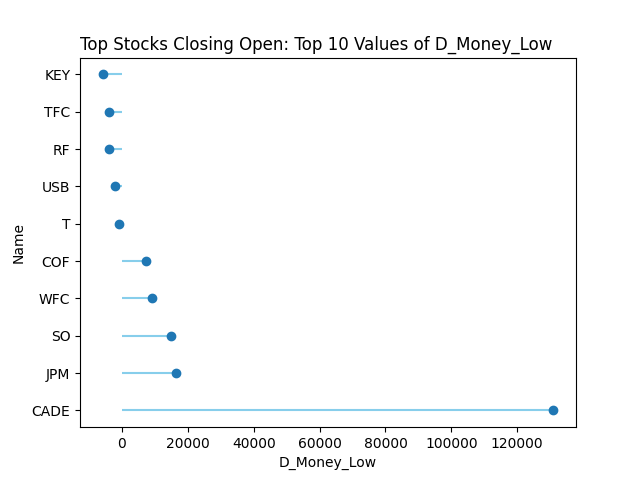 Top Stocks Closing Open: Top 10 Values of D_Money_Low
KEY
TFC
RF
USB
T
COF
WFC
SO
JPM
CADE
Name
0 20000 40000 60000 80000 100000 120000
D_Money_Low